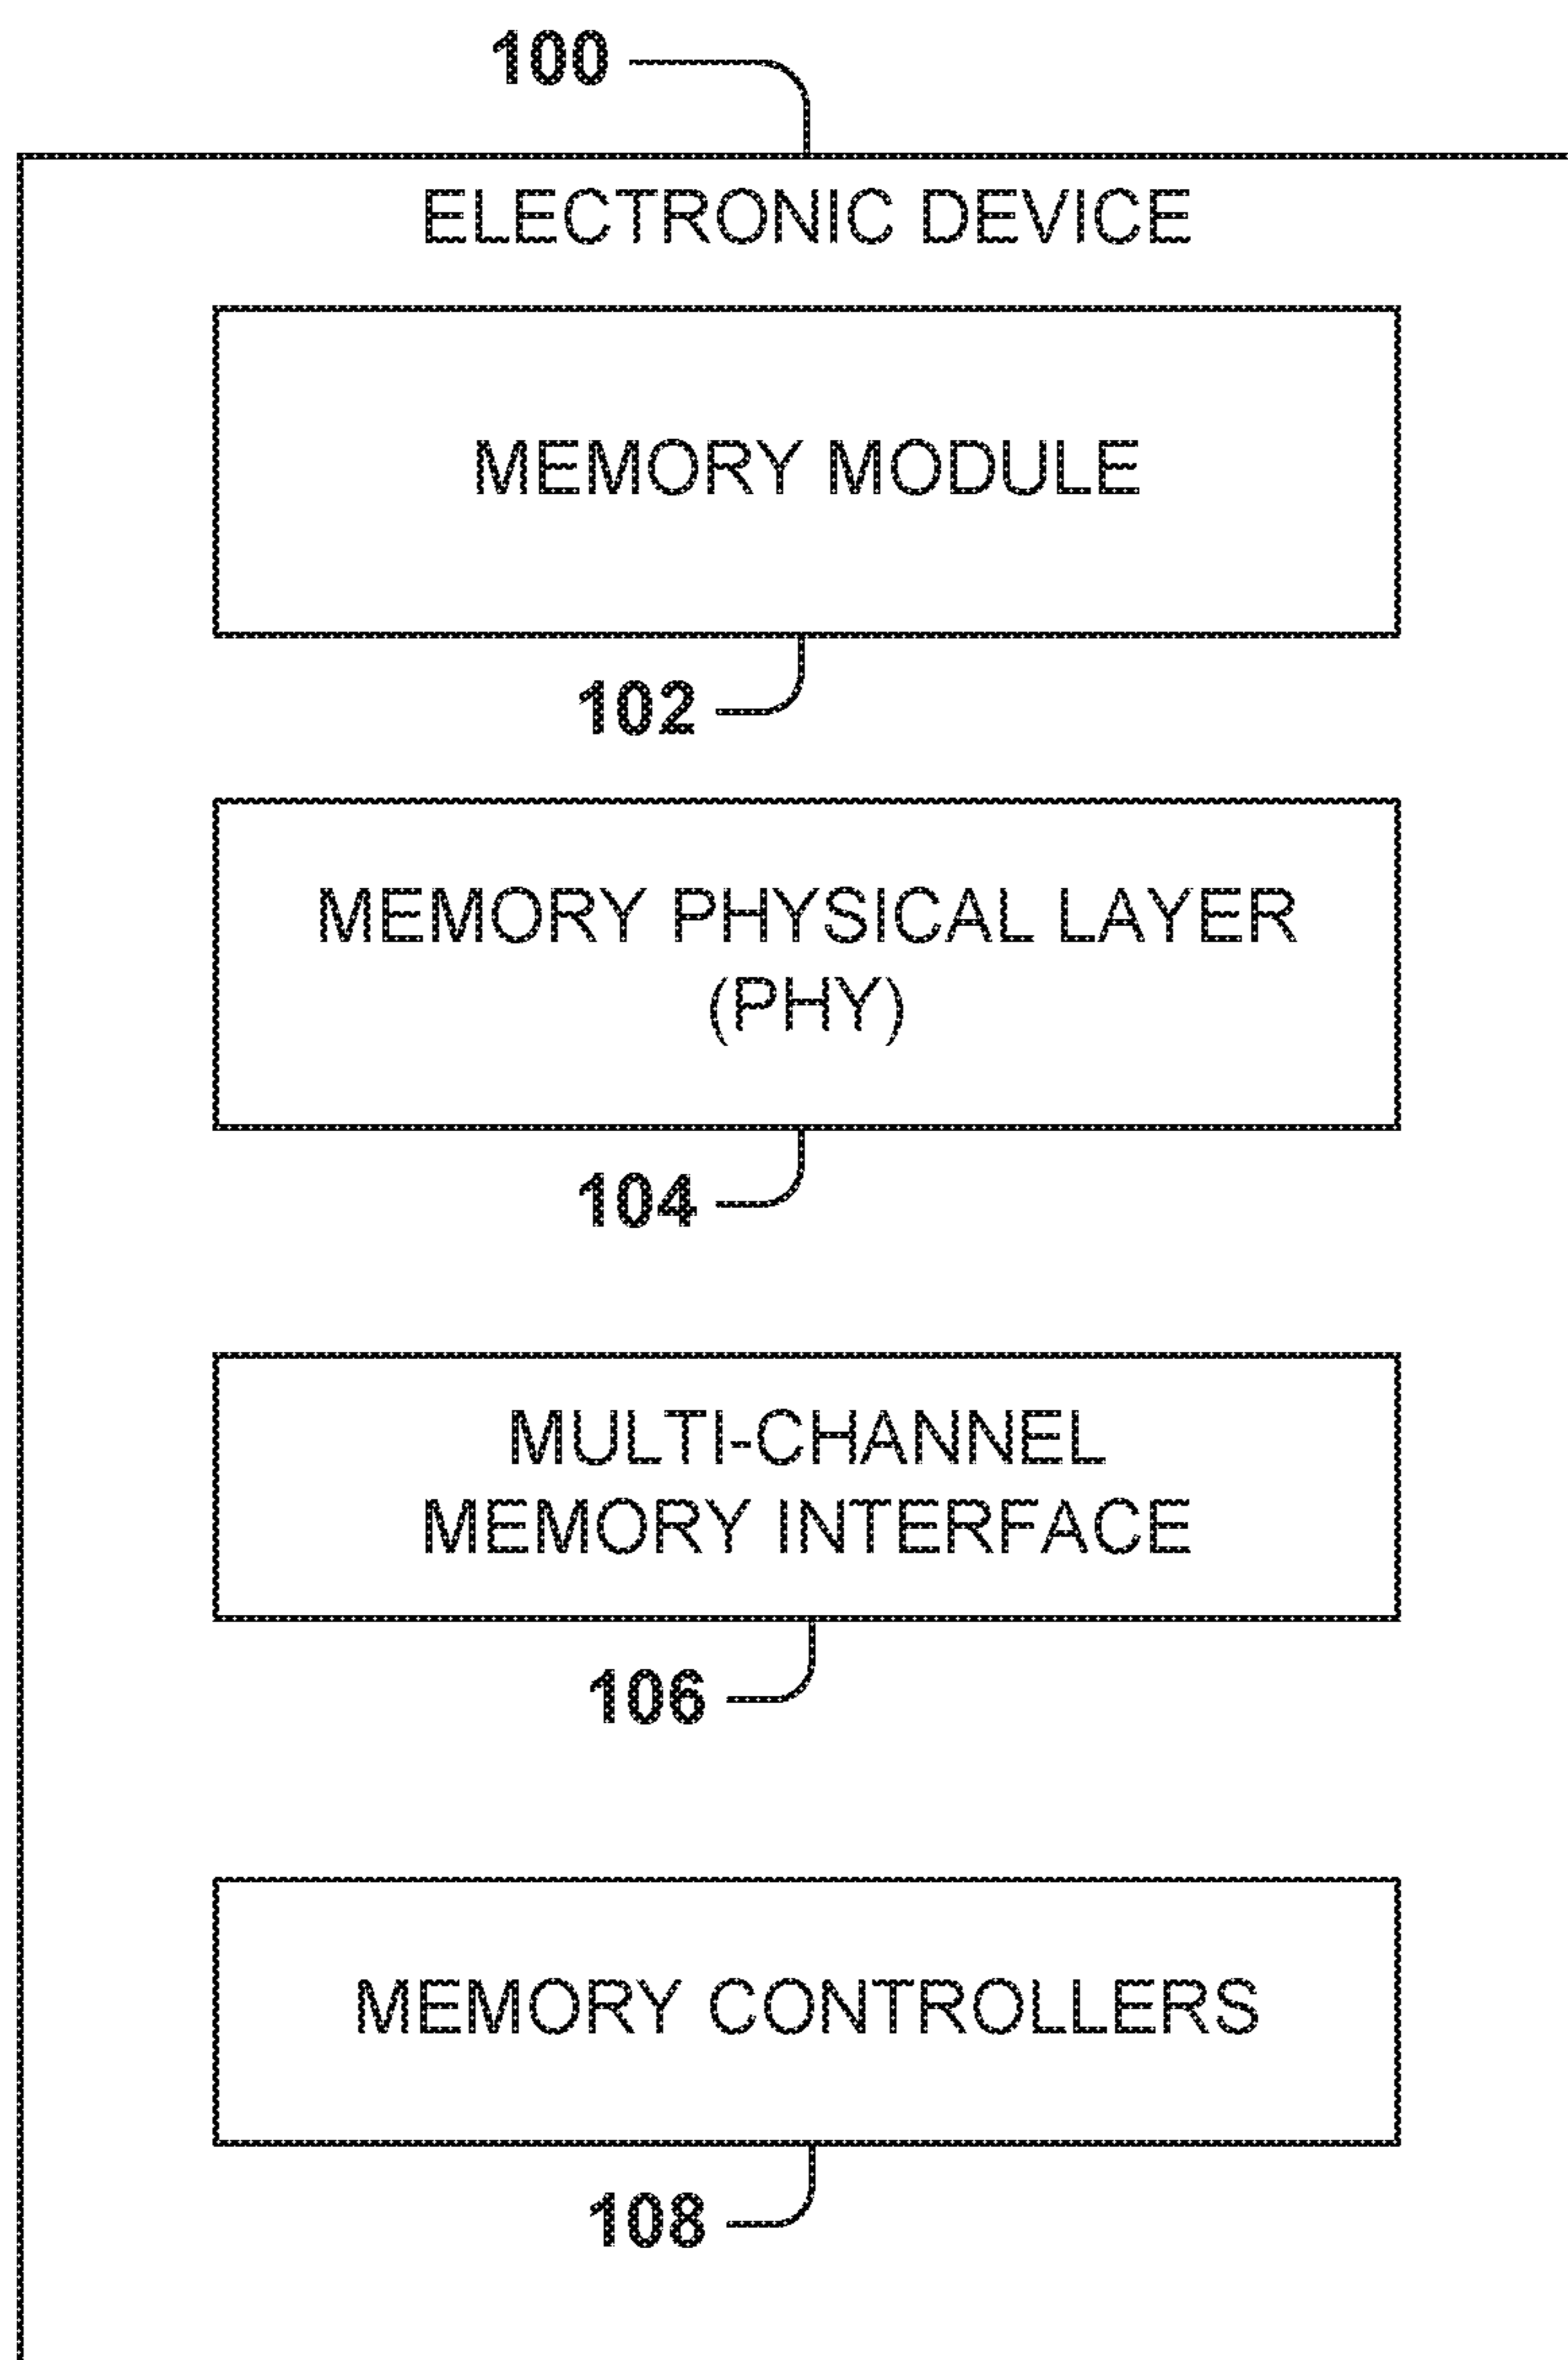 100
ELECTRONIC DEVICE
MEMORY MODULE
102
MEMORY PHYSICAL LAYER
(PHY)
104
MULTI-CHANNEL
MEMORY INTERFACE
106
MEMORY CONTROLLERS
108